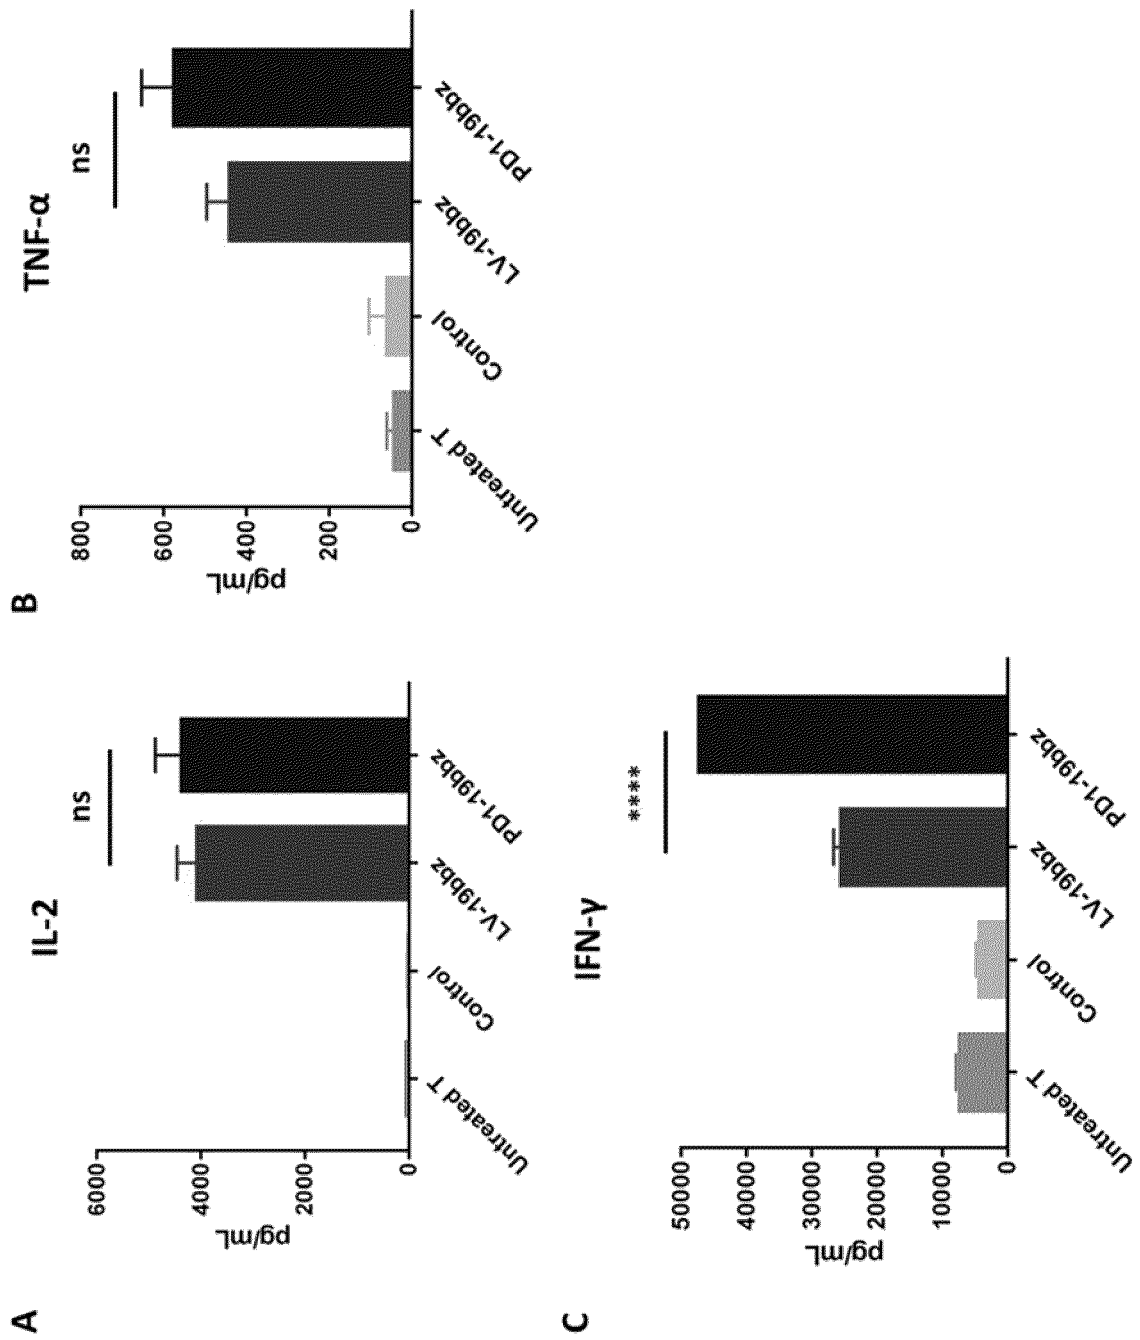 A
IL-2
ns
pg/mL
6000
4000
2000
0
Untreated T
Control
LV-19bbz
PD1-19bbz
B
TNF-α
ns
pg/mL
800
600
400
200
0
Untreated T
Control
LV-19bbz
PD1-19bbz
C
IFN-γ
****
pg/mL
50000
40000
30000
20000
10000
0
Untreated T
Control
LV-19bbz
PD1-19bbz